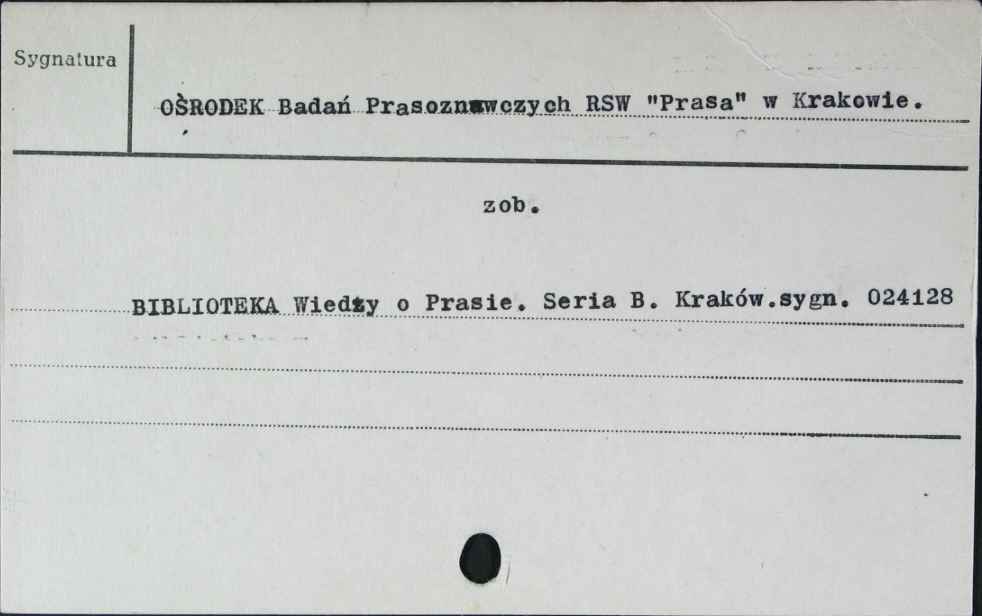 Sygnatura
OŚRODEK Badań Prasoznawczych RSW "Prasa" w Krakowie.
zob.
BIBLIOTEKA Wiedzy o Prasie. Seria B. Kraków.sygn. 024128